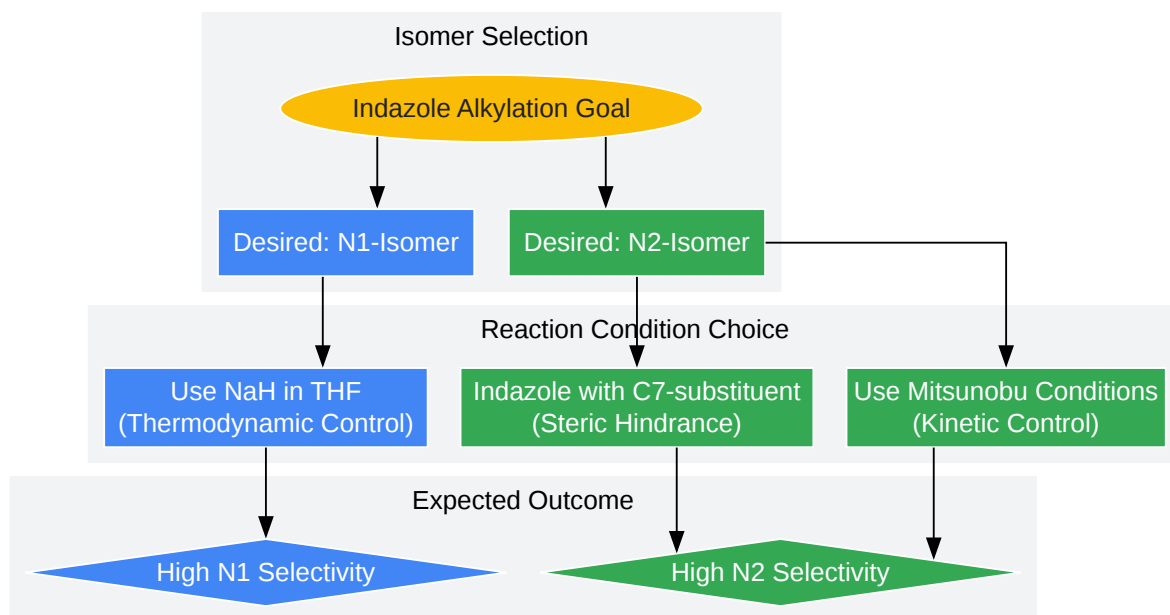 Isomer Selection
Indazole Alkylation Goal
Desired: N1-Isomer
Desired: N2-Isomer
Reaction Condition Choice
Use NaH in THF
(Thermodynamic Control)
Indazole with C7-substituent
(Steric Hindrance)
Use Mitsunobu Conditions
(Kinetic Control)
Expected Outcome
High N1 Selectivity
High N2 Selectivity